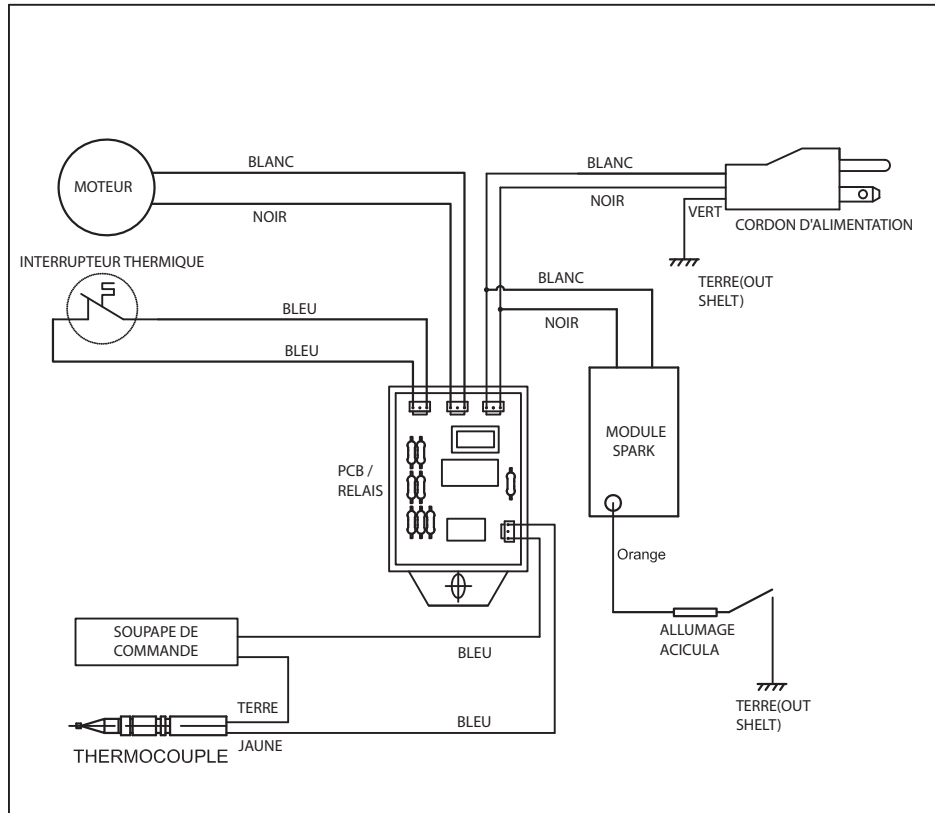 BLANC
MOTEUR
NOIR
INTERRUPTEUR THERMIQUE
BLEU
BLEU
BLANC
NOIR
VERT
CORDON D'ALIMENTATION
TERRE(OUT
SHELT)
BLANC
NOIR
MODULE
SPARK
PCB /
RELAIS
Orange
ALLUMAGE
ACICULA
TERRE(OUT
SHELT)
SOUPAPE DE
COMMANDE
BLEU
TERRE
BLEU
JAUNE
THERMOCOUPLE